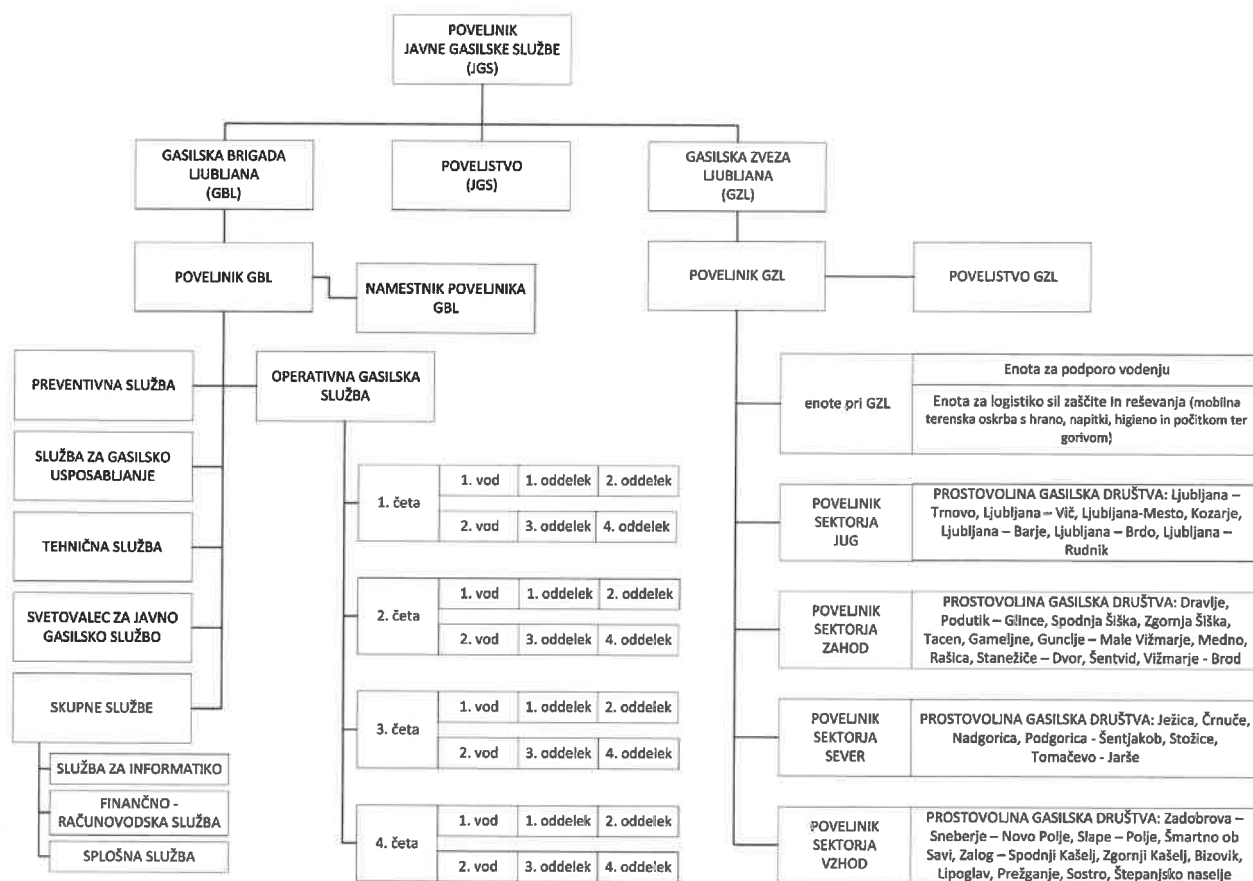 POVELJNIK
JAVNE GASILSKE SLUŽBE
(JGS)
GASILSKA BRIGADA
LJUBLJANA
(GBL)
POVELJSTVO
(JGS)
GASILSKA ZVEZA
LJUBLJANA
(GZL)
POVELJNIK GBL
NAMESTNIK POVELJNIKA
GBL
POVELJNIK GZL
POVELJSTVO GZL
PREVENTIVNA SLUŽBA
OPERATIVNA GASILSKA
SLUŽBA
SLUŽBA ZA GASILSKO
USPOSABLJANJE
TEHNIČNA SLUŽBA
SVETOVALEC ZA JAVNO
GASILSKO SLUŽBO
SKUPNE SLUŽBE
SLUŽBA ZA INFORMATIKO
FINANČNO -
RAČUNOVODSKA SLUŽBA
SPLOŠNA SLUŽBA
1. četa
1. vod 1. oddelek 2. oddelek
2. vod 3. oddelek 4. oddelek
2. četa
1. vod 1. oddelek 2. oddelek
2. vod 3. oddelek 4. oddelek
3. četa
1. vod 1. oddelek 2. oddelek
2. vod 3. oddelek 4. oddelek
4. četa
1. vod 1. oddelek 2. oddelek
2. vod 3. oddelek 4. oddelek
enote pri GZL
Enota za podporo vodenju
Enota za logistiko sil zaščite in reševanja (mobilna
terenska oskrba s hrano, napitki, higieno in počitkom ter
gorivom)
POVELJNIK
SEKTORJA
JUG
PROSTOVOLJNA GASILSKA DRUŠTVA: Ljubljana –
Trnovo, Ljubljana – Vič, Ljubljana-Mesto, Kozarje,
Ljubljana – Barje, Ljubljana – Brdo, Ljubljana –
Rudnik
POVELJNIK
SEKTORJA
ZAHOD
PROSTOVOLJNA GASILSKA DRUŠTVA: Dravlje,
Podutik – Glince, Spodnja Šiška, Zgornja Šiška,
Tacen, Gameljne, Gunclje – Male Vižmarje, Medno,
Rašica, Stanežiče – Dvor, Šentvid, Vižmarje - Brod
POVELJNIK
SEKTORJA
SEVER
PROSTOVOLJNA GASILSKA DRUŠTVA: Ježica, Črnuče,
Nadgorica, Podgorica - Šentjakob, Stožice,
Tomačevo - Jarše
POVELJNIK
SEKTORJA
VZHOD
PROSTOVOLJNA GASILSKA DRUŠTVA: Zadobrova –
Sneberje – Novo Polje, Slape – Polje, Šmartno ob
Savi, Zalog – Spodnji Kašelj, Zgornji Kašelj, Bizovik,
Lipoglav, Prežganje, Sostro, Štepanjsko naselje